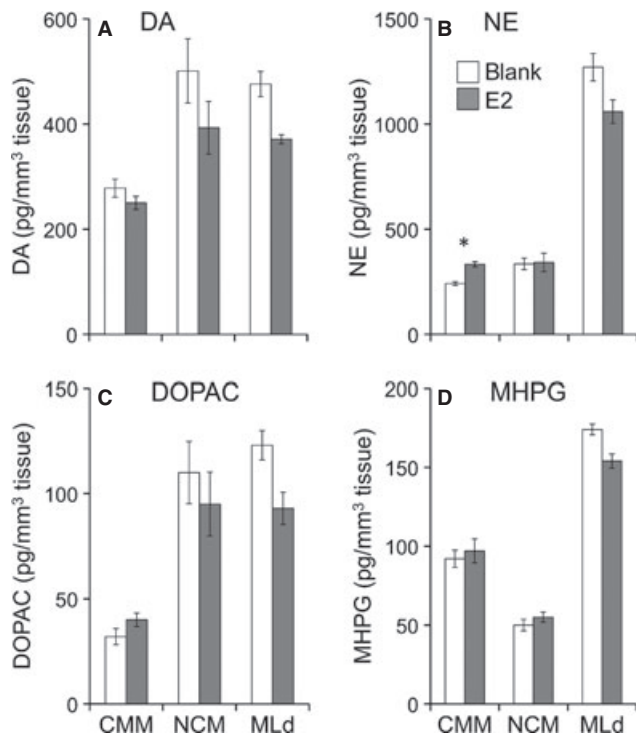 A DA
DA (pg/mm³ tissue)
600
400
200
0
B NE
NE (pg/mm³ tissue)
1500
1000
500
0
Blank
E2
*
C DOPAC
DOPAC (pg/mm³ tissue)
150
100
50
0
CMM NCM MLd
D MHPG
MHPG (pg/mm³ tissue)
200
150
100
50
0
CMM NCM MLd